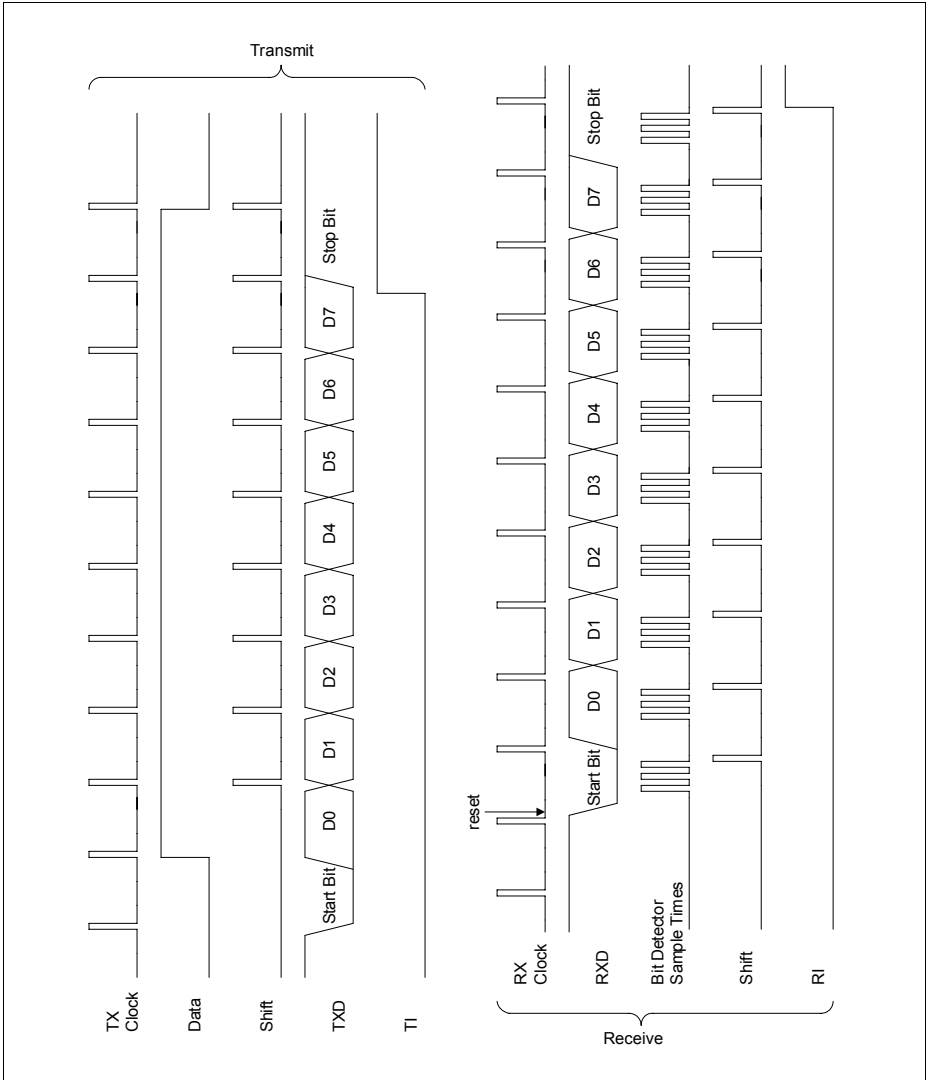 Transmit
TX
Clock
Data
Shift
TXD
Start Bit
D0
D1
D2
D3
D4
D5
D6
D7
Stop Bit
TI
Receive
RX
Clock
reset
RXD
Start Bit
D0
D1
D2
D3
D4
D5
D6
D7
Stop Bit
Bit Detector
Sample Times
Shift
RI